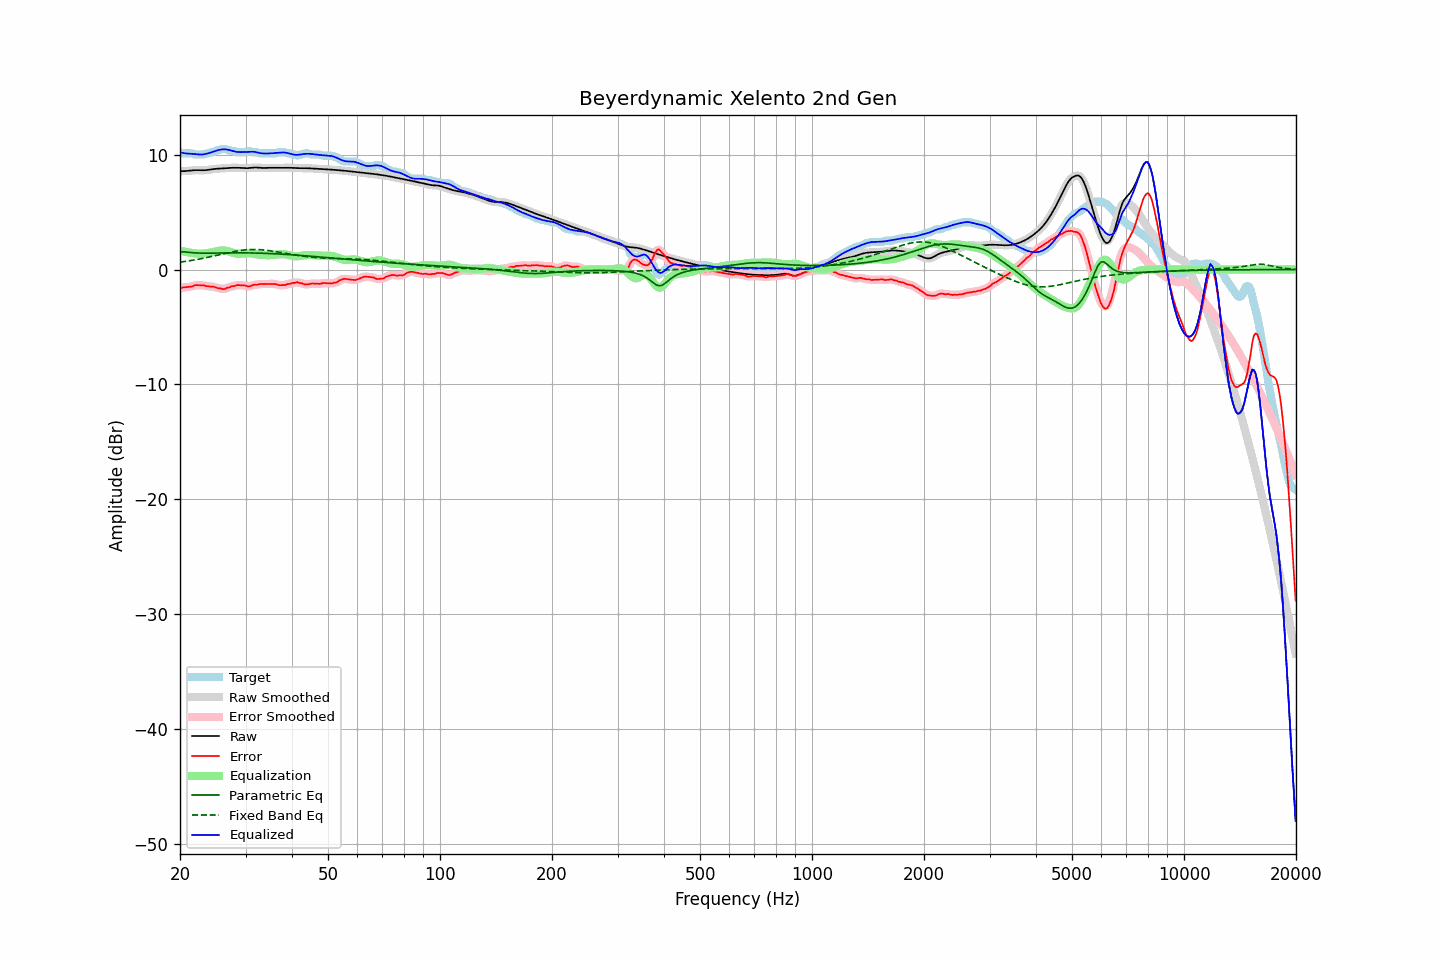 Beyerdynamic Xelento 2nd Gen
Amplitude (dBr)
10
0
−10
−20
−30
−40
−50
Target
Raw Smoothed
Error Smoothed
Raw
Error
Equalization
Parametric Eq
Fixed Band Eq
Equalized
20 50 100 200 500 1000 2000 5000 10000 20000
Frequency (Hz)